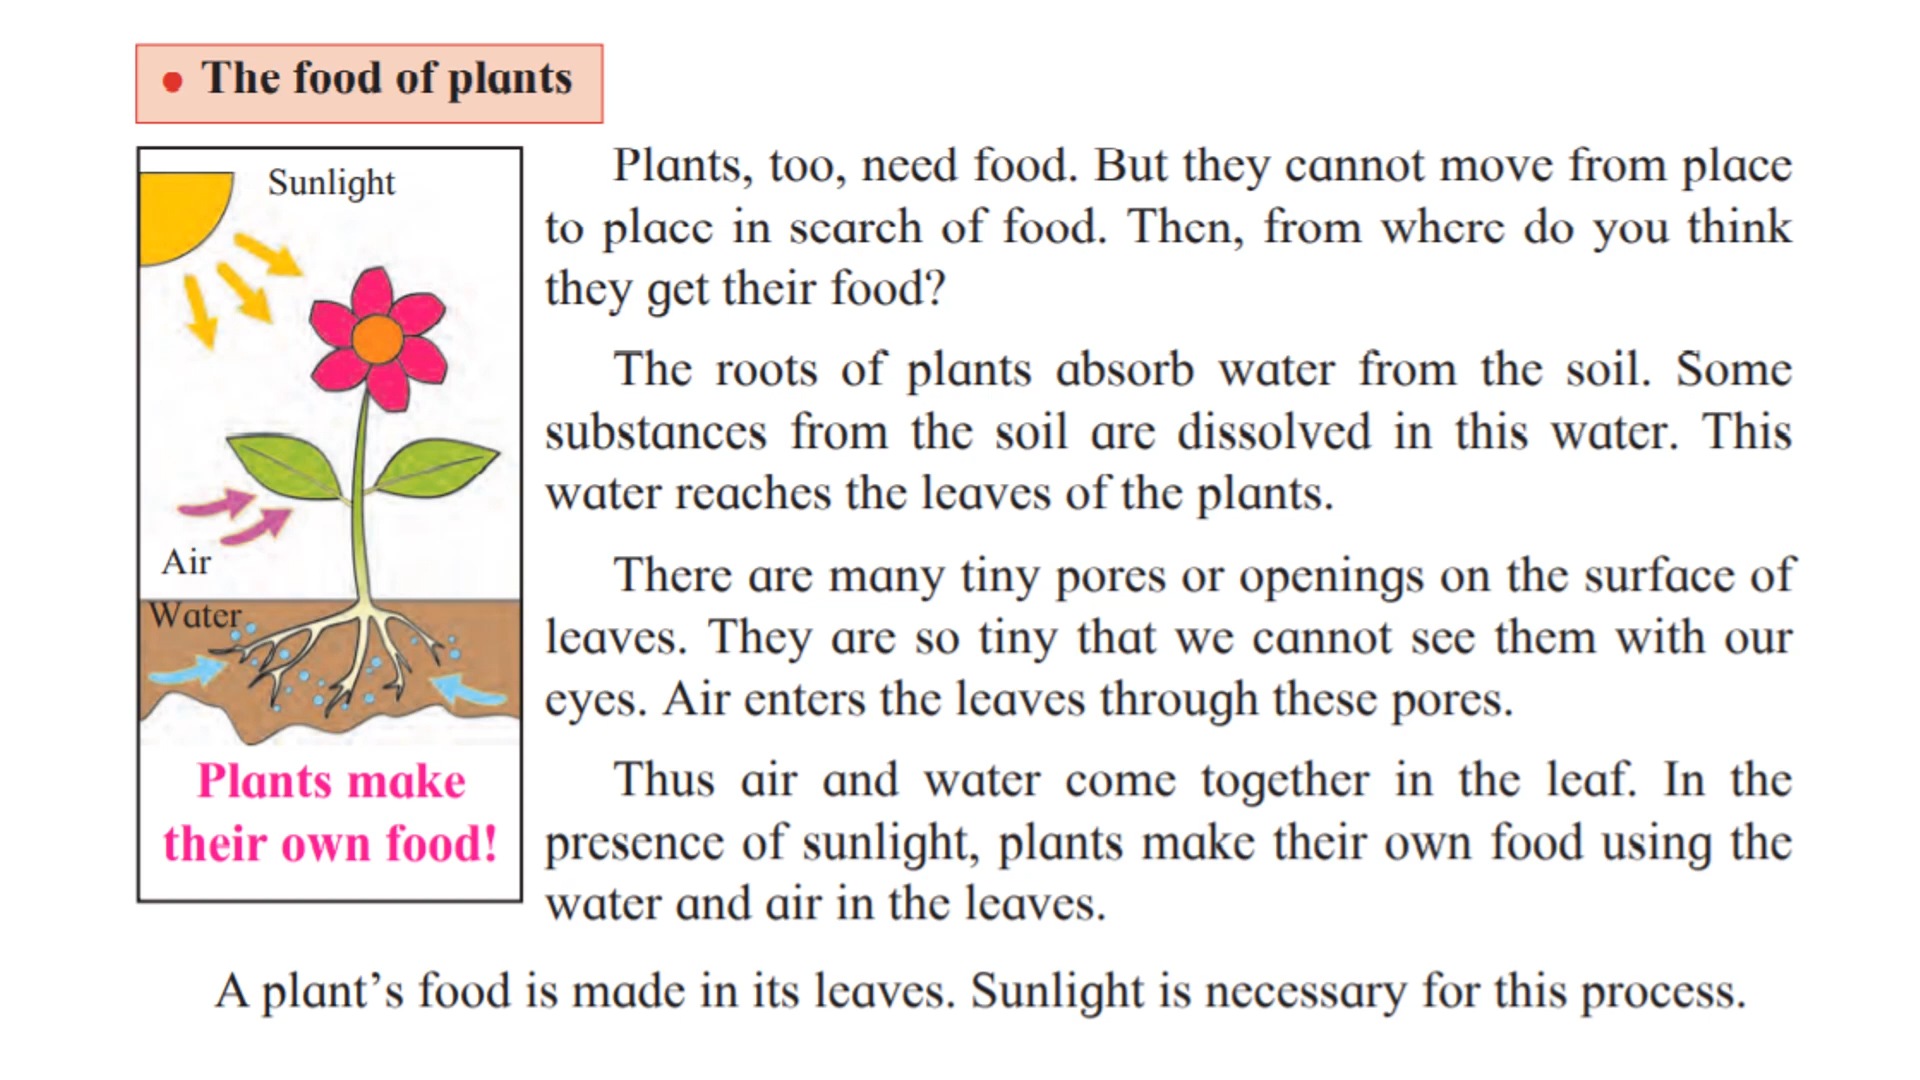 • The food of plants
Sunlight
Air
Water
Plants make
their own food!
Plants, too, need food. But they cannot move from place
to place in search of food. Then, from where do you think
they get their food?
The roots of plants absorb water from the soil. Some
substances from the soil are dissolved in this water. This
water reaches the leaves of the plants.
There are many tiny pores or openings on the surface of
leaves. They are so tiny that we cannot see them with our
eyes. Air enters the leaves through these pores.
Thus air and water come together in the leaf. In the
presence of sunlight, plants make their own food using the
water and air in the leaves.
A plant’s food is made in its leaves. Sunlight is necessary for this process.